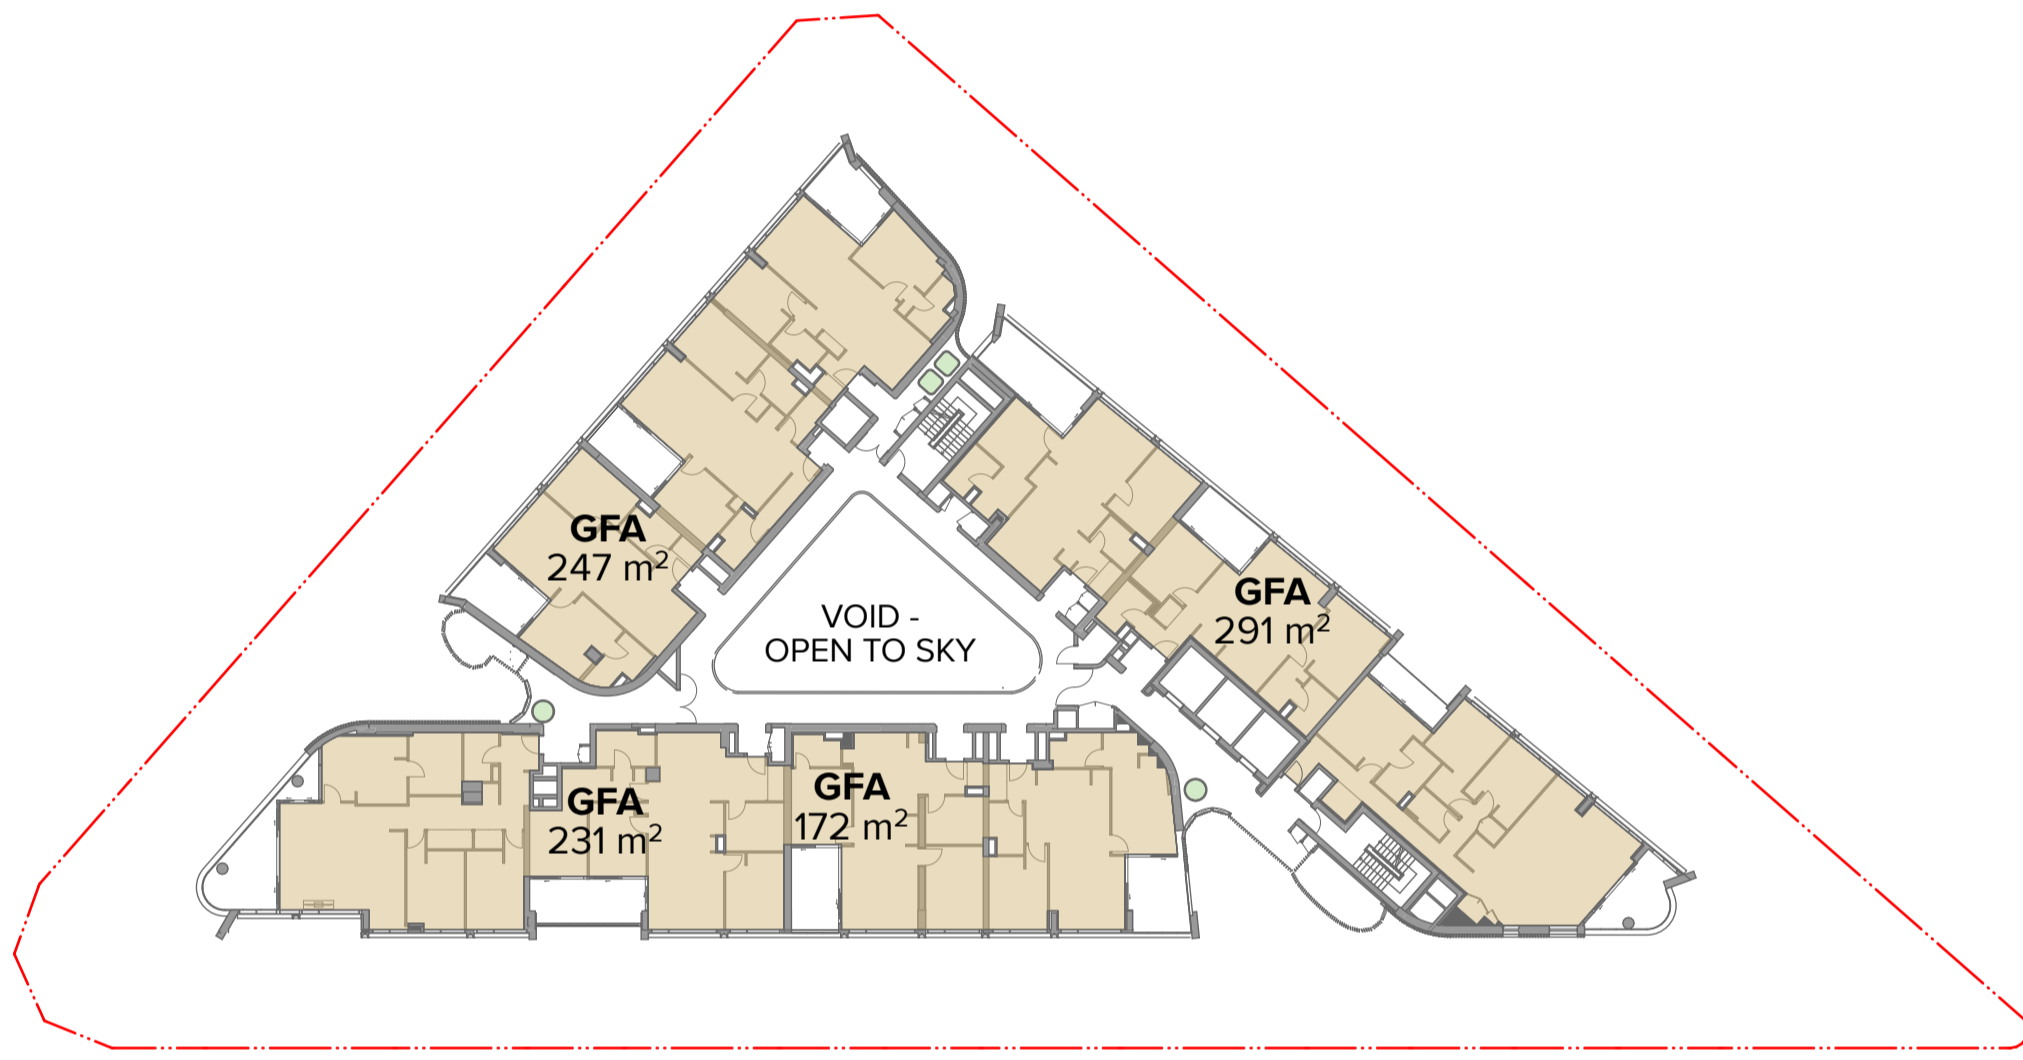 GFA
247 m²
VOID -
OPEN TO SKY
GFA
291 m²
GFA
231 m²
GFA
172 m²